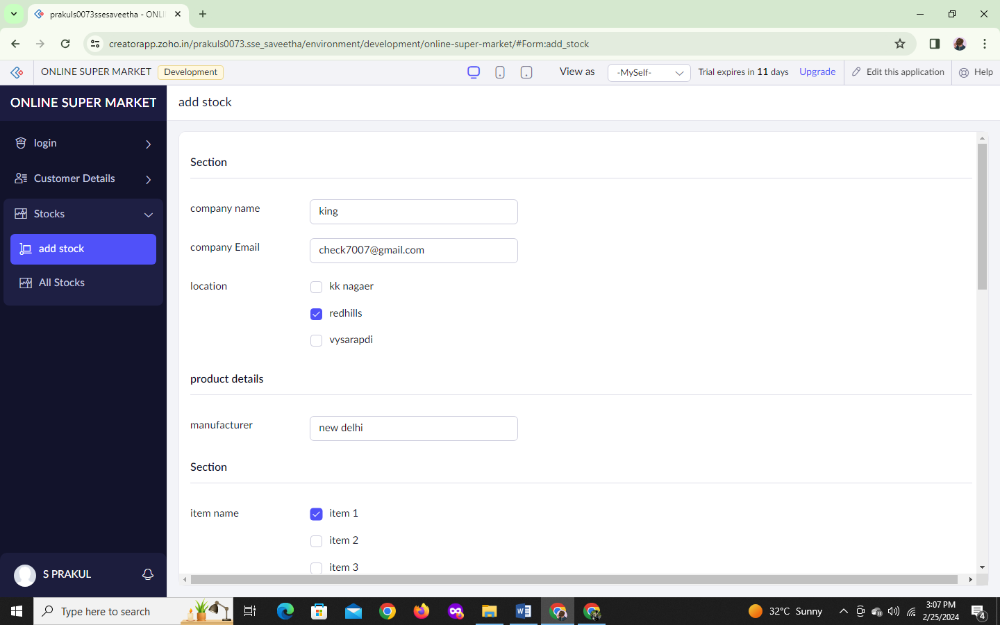 prakuls0073ssesaveetha - ONLI
creatorapp.zoho.in/prakuls0073.sse_saveetha/environment/development/online-super-market/#Form:add_stock
ONLINE SUPER MARKET Development View as -MySelf- Trial expires in 11 days Upgrade Edit this application Help
ONLINE SUPER MARKET
add stock
login
Customer Details
Stocks
add stock
All Stocks
S PRAKUL
Section
company name king
company Email check7007@gmail.com
location kk nagaer
redhills
vysarapdi
product details
manufacturer new delhi
Section
item name item 1
item 2
item 3
Type here to search
32°C Sunny
3:07 PM
2/25/2024
4